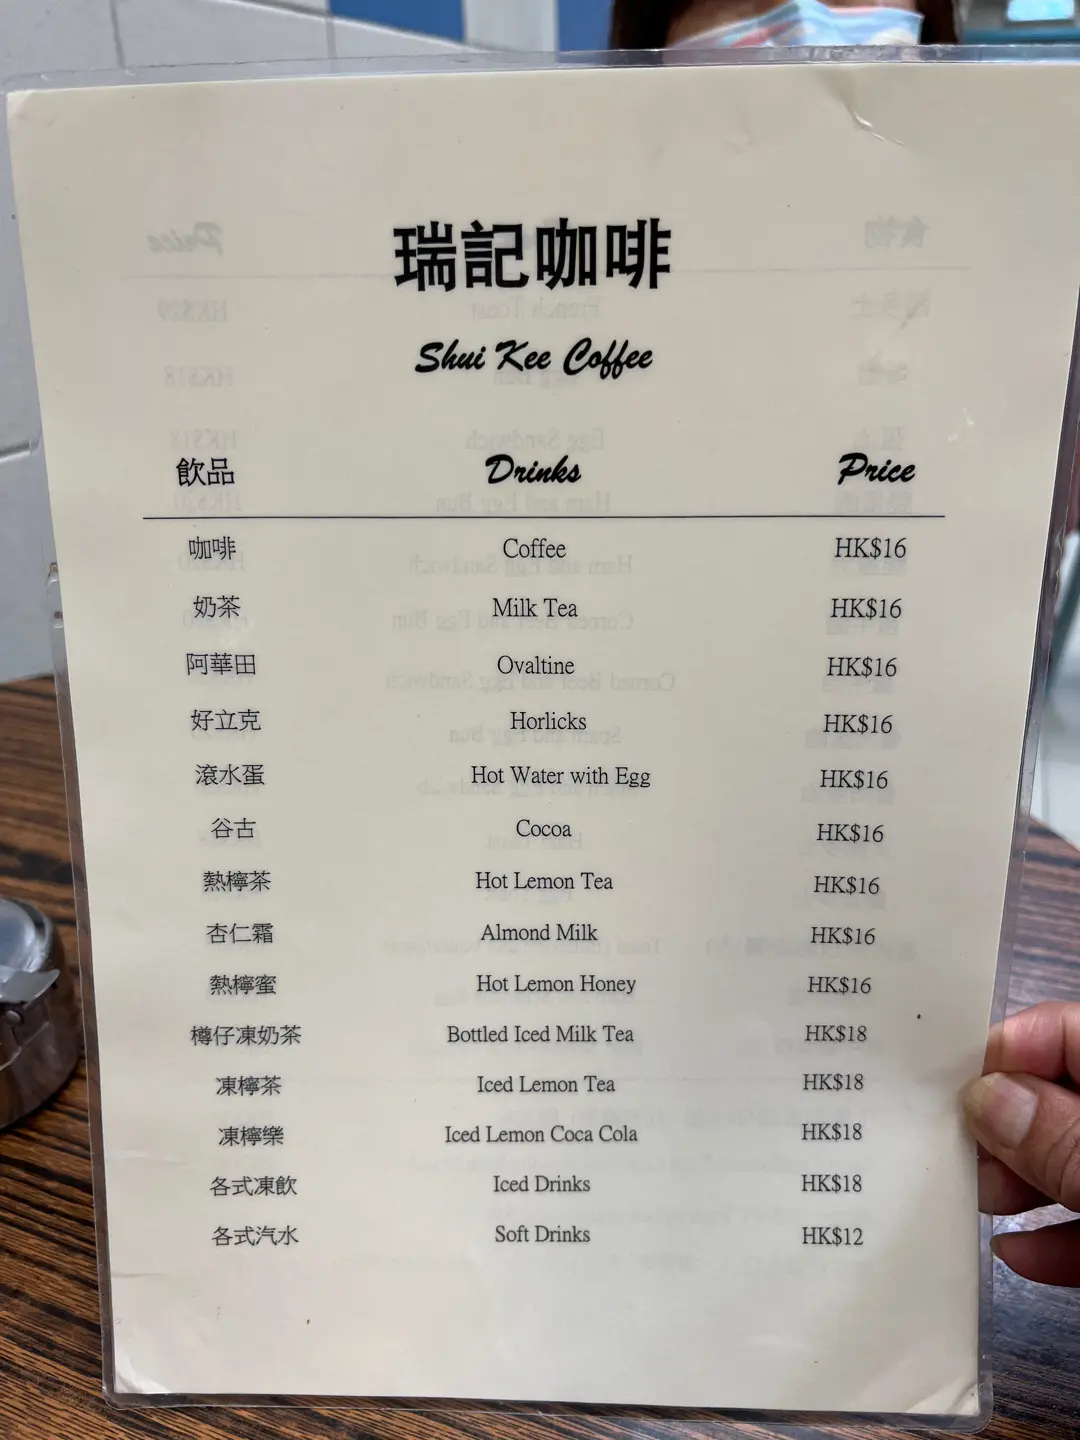 瑞記咖啡
Shui Kee Coffee
飲品 Drinks Price
咖啡 Coffee HK$16
奶茶 Milk Tea HK$16
阿華田 Ovaltine HK$16
好立克 Horlicks HK$16
滾水蛋 Hot Water with Egg HK$16
谷古 Cocoa HK$16
熱檸茶 Hot Lemon Tea HK$16
杏仁霜 Almond Milk HK$16
熱檸蜜 Hot Lemon Honey HK$16
樽仔凍奶茶 Bottled Iced Milk Tea HK$18
凍檸茶 Iced Lemon Tea HK$18
凍檸樂 Iced Lemon Coca Cola HK$18
各式凍飲 Iced Drinks HK$18
各式汽水 Soft Drinks HK$12